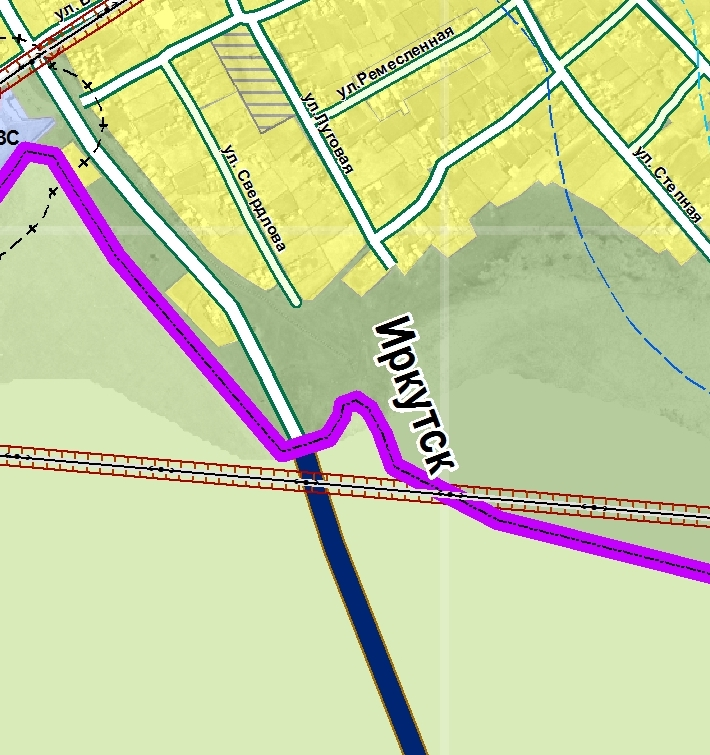 ул.Ремесленная
ул.Луговая
ул. Свердлова
ул. Степная
Иркутск